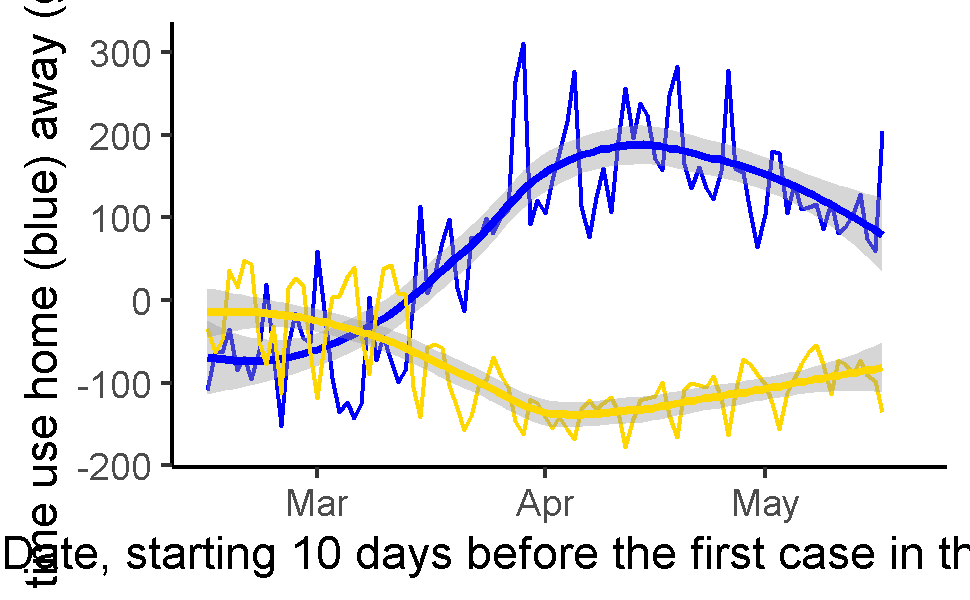 time use home (blue) away (
300
200
100
0
-100
-200
Mar Apr May
Date, starting 10 days before the first case in th